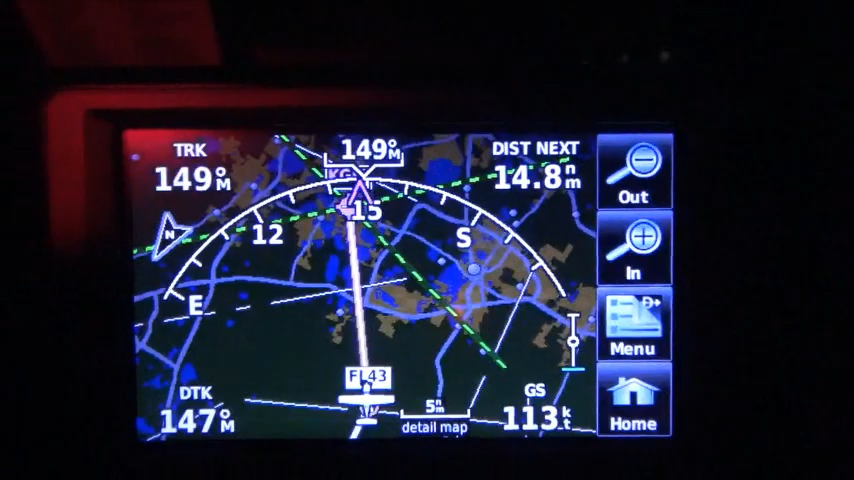 TRK
149°M
149°M
DIST NEXT
14.8nm
Out
N
12
15
S
In
E
D+
Menu
FL43
DTK
147°M
5nm
detail map
GS
113kt
Home